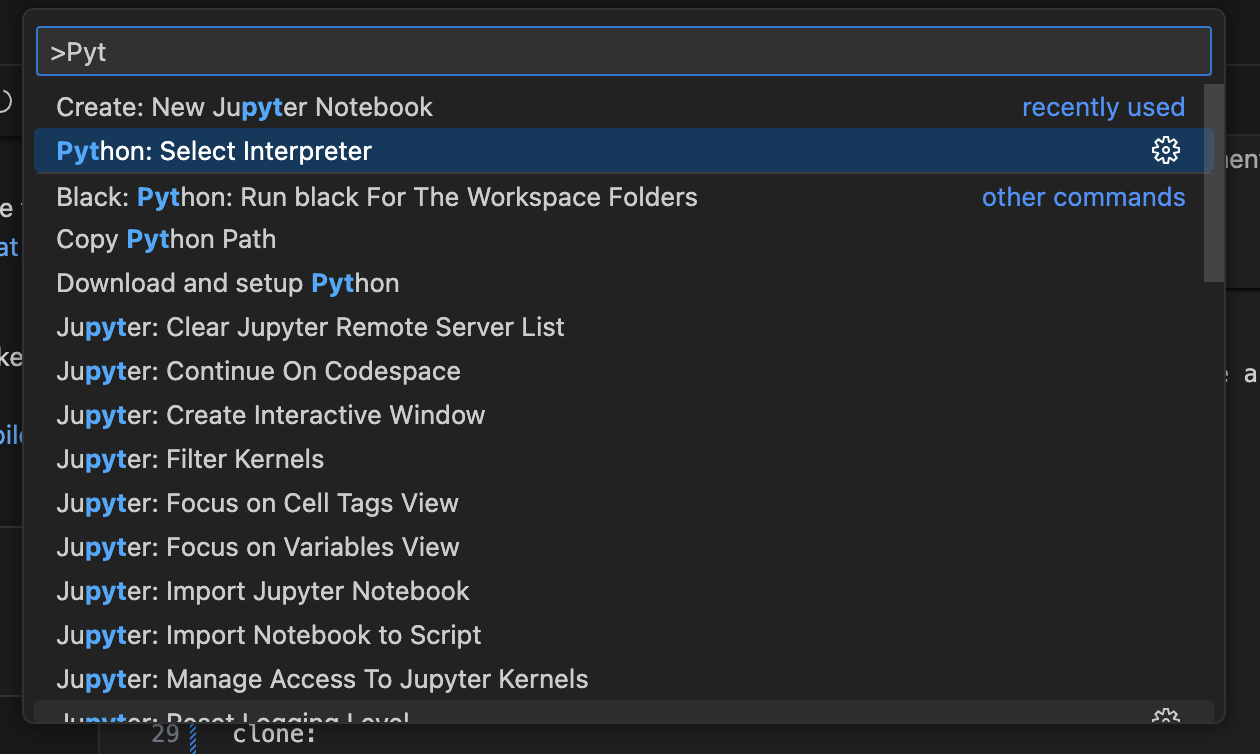 >Pyt
Create: New Jupyter Notebook recently used
Python: Select Interpreter
Black: Python: Run black For The Workspace Folders other commands
Copy Python Path
Download and setup Python
Jupyter: Clear Jupyter Remote Server List
Jupyter: Continue On Codespace
Jupyter: Create Interactive Window
Jupyter: Filter Kernels
Jupyter: Focus on Cell Tags View
Jupyter: Focus on Variables View
Jupyter: Import Jupyter Notebook
Jupyter: Import Notebook to Script
Jupyter: Manage Access To Jupyter Kernels
Jupyter: Reset Logging Level
29 clone: